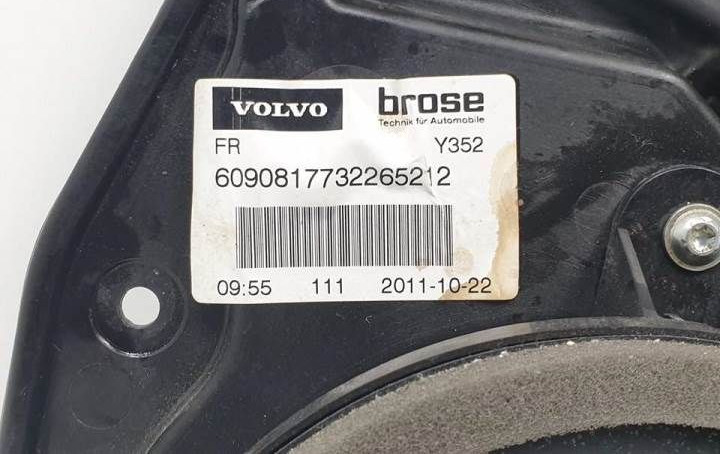 VOLVO brose
Technik für Automobile
FR Y352
6090817732265212
09:55 111 2011-10-22